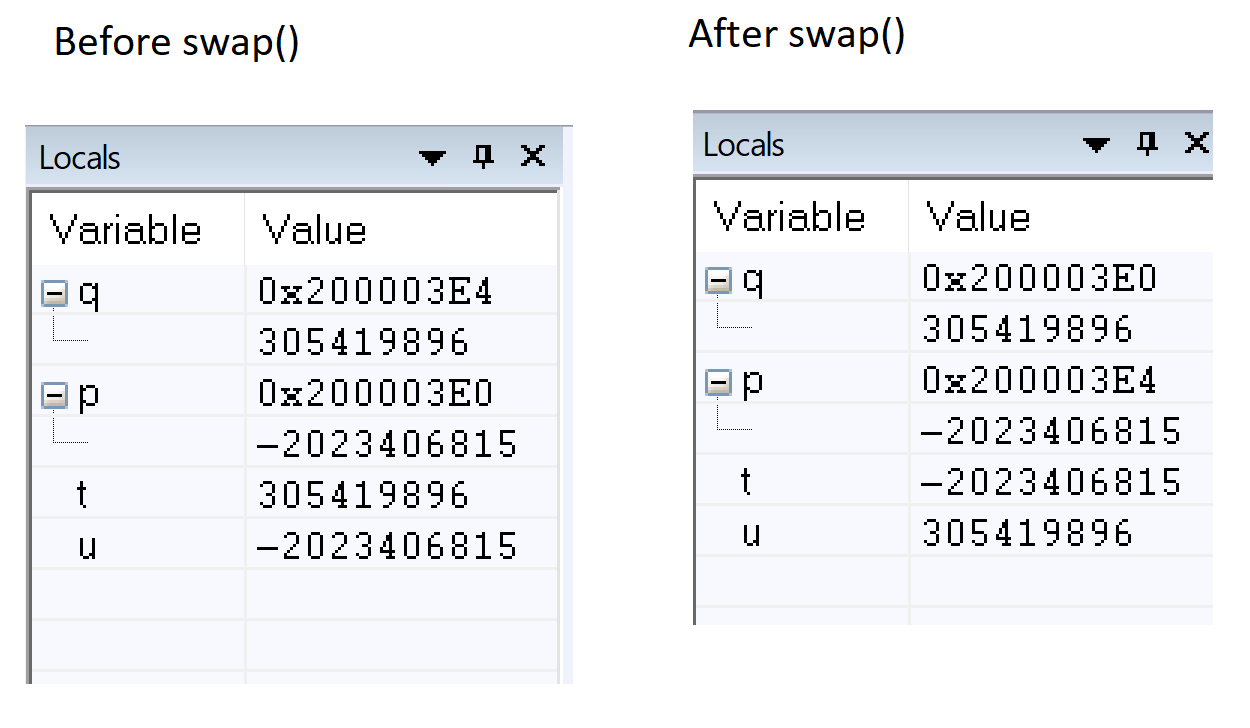 Before swap()
Locals
Variable Value
q 0x200003E4
305419896
p 0x200003E0
−2023406815
t 305419896
u −2023406815
After swap()
Locals
Variable Value
q 0x200003E0
305419896
p 0x200003E4
−2023406815
t −2023406815
u 305419896